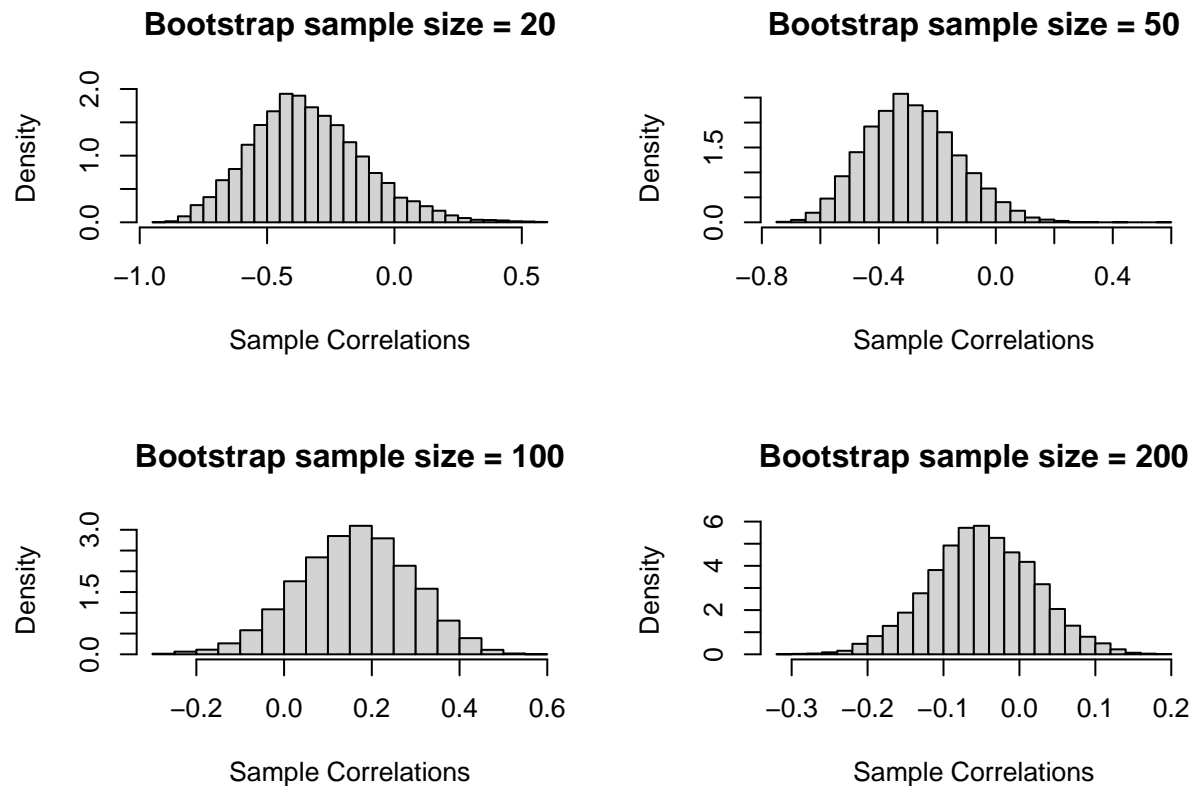 Bootstrap sample size = 20
Density
0.0 1.0 2.0
−1.0 −0.5 0.0 0.5
Sample Correlations
Bootstrap sample size = 50
Density
0.0 1.5
−0.8 −0.4 0.0 0.4
Sample Correlations
Bootstrap sample size = 100
Density
0.0 1.5 3.0
−0.2 0.0 0.2 0.4 0.6
Sample Correlations
Bootstrap sample size = 200
Density
0 2 4 6
−0.3 −0.2 −0.1 0.0 0.1 0.2
Sample Correlations